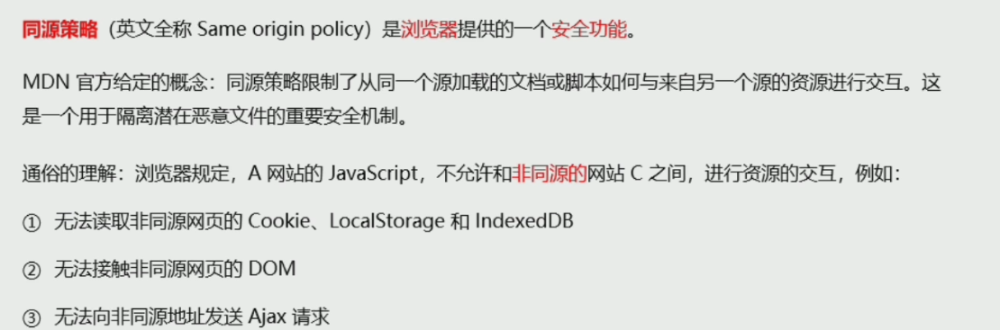 同源策略（英文全称 Same origin policy）是浏览器提供的一个安全功能。
MDN 官方给定的概念：同源策略限制了从同一个源加载的文档或脚本如何与来自另一个源的资源进行交互。这
是一个用于隔离潜在恶意文件的重要安全机制。
通俗的理解：浏览器规定，A 网站的 JavaScript，不允许和非同源的网站 C 之间，进行资源的交互，例如：
① 无法读取非同源网页的 Cookie、LocalStorage 和 IndexedDB
② 无法接触非同源网页的 DOM
③ 无法向非同源地址发送 Ajax 请求